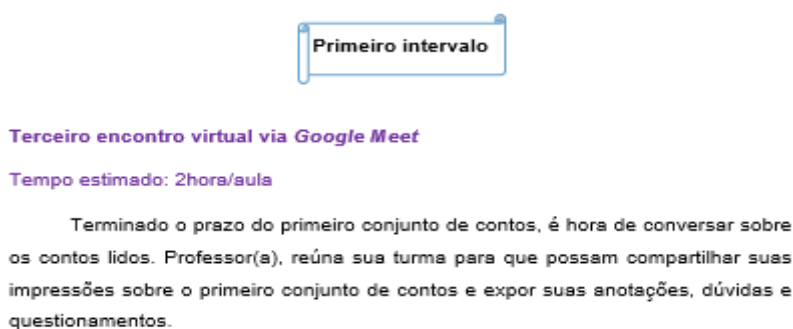 Primeiro intervalo
Terceiro encontro virtual via Google Meet
Tempo estimado: 2hora/aula
Terminado o prazo do primeiro conjunto de contos, é hora de conversar sobre
os contos lidos. Professor(a), reúna sua turma para que possam compartilhar suas
impressões sobre o primeiro conjunto de contos e expor suas anotações, dúvidas e
questionamentos.